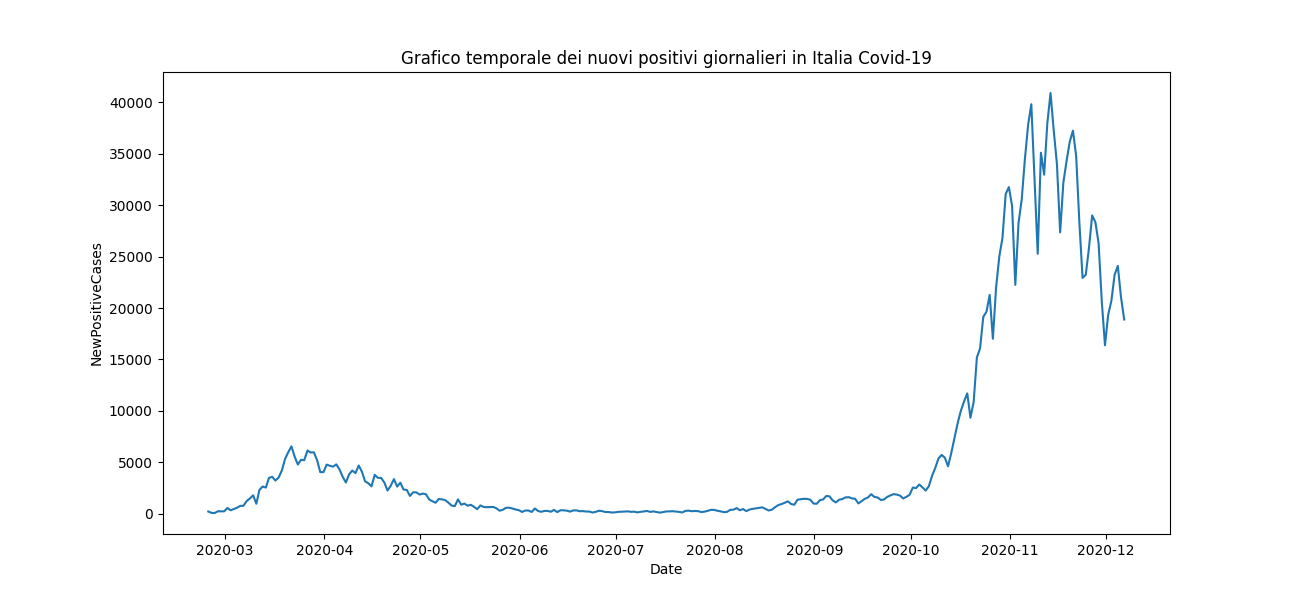 Grafico temporale dei nuovi positivi giornalieri in Italia Covid-19
NewPositiveCases
40000
35000
30000
25000
20000
15000
10000
5000
0
2020-03 2020-04 2020-05 2020-06 2020-07 2020-08 2020-09 2020-10 2020-11 2020-12
Date